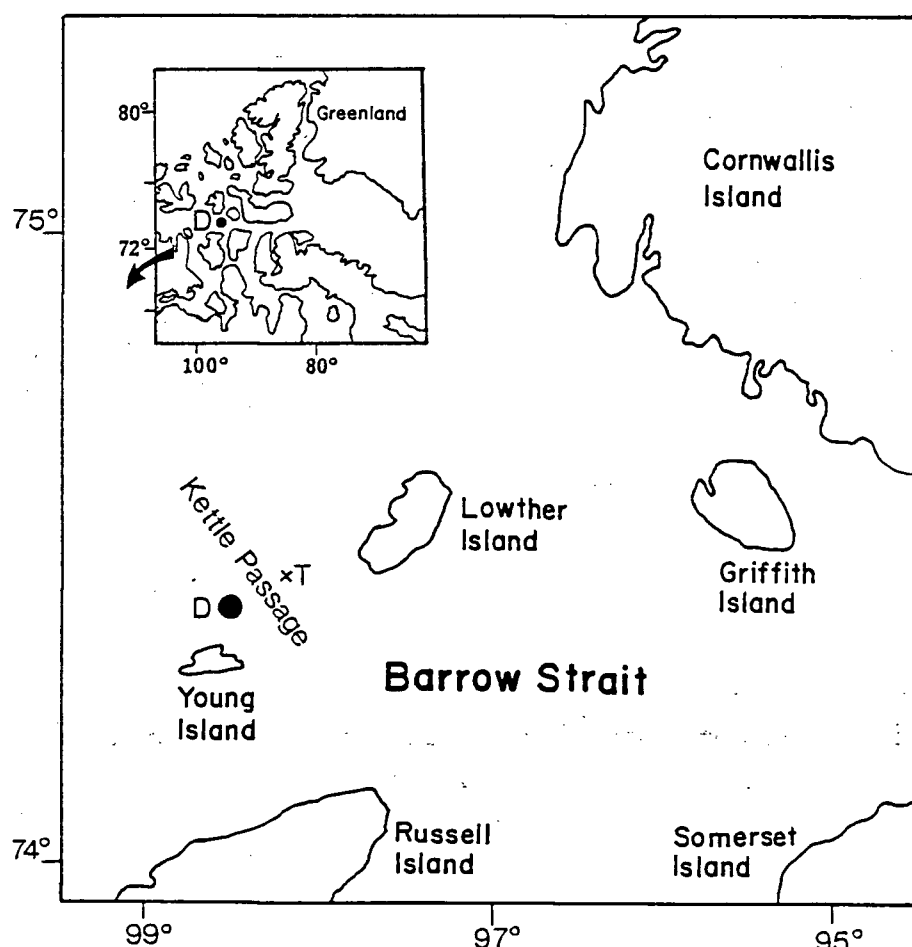 80°
Greenland
D
72°
100°
80°
Cornwallis
Island
75°
Kettle Passage
×T
D
Lowther
Island
Griffith
Island
Young
Island
Barrow Strait
74°
Russell
Island
Somerset
Island
99°
97°
95°